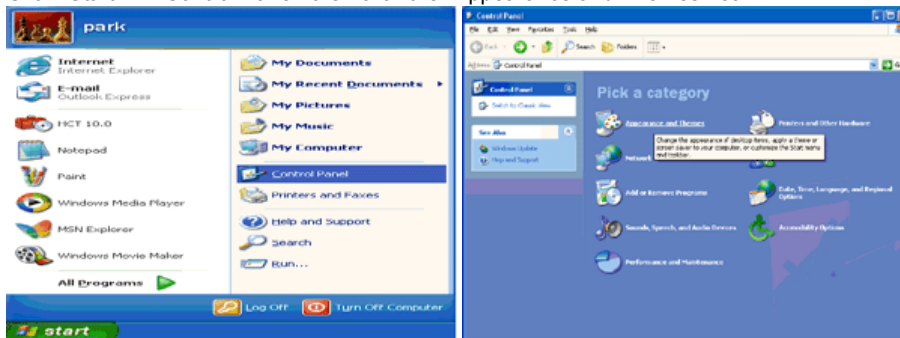 park
Internet
Internet Explorer
E-mail
Outlook Express
HCT 10.0
Notepad
Paint
Windows Media Player
MSN Explorer
Windows Movie Maker
All Programs
My Documents
My Recent Documents
My Pictures
My Music
My Computer
Control Panel
Printers and Faxes
Help and Support
Search
Run...
Log Off
Turn Off Computer
start
Control Panel
File Edit View Favorites Tools Help
Back Search Folders
Address Control Panel
Control Panel
Switch to Classic View
See Also
Windows Update
Help and Support
Pick a category
Appearance and Themes
Printers and Other Hardware
Change the appearance of desktop items, apply a theme or
screen saver to your computer, or customize the Start menu
and taskbar.
Network
Add or Remove Programs
Date, Time, Language, and Regional
Options
Sounds, Speech, and Audio Devices
Accessibility Options
Performance and Maintenance